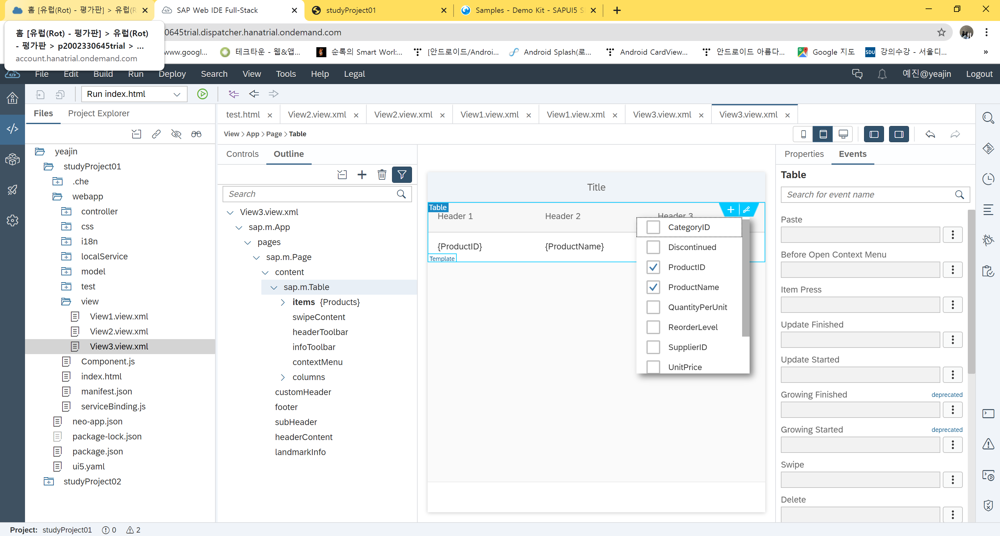 홈 [유럽(Rot) - 평가판] > 유럽(R
SAP Web IDE Full-Stack
studyProject01
Samples - Demo Kit - SAPUI5 S
홈 [유럽(Rot) - 평가판] > 유럽(Rot)
- 평가판 > p2002330645trial > ...
account.hanatrial.ondemand.com
0645trial.dispatcher.hanatrial.ondemand.com
www.googl...
테크타운 - 웹&앱...
순록의 Smart Worl:...
[안드로이드/Androi...
Android Splash(로...
Android CardView...
안드로이드 아름다...
Google 지도
SDU
강의수강 - 서울디...
»
File Edit Build Run Deploy Search View Tools Help Legal
예진@yeajin
Logout
Run index.html
Files
Project Explorer
test.html
View2.view.xml
View2.view.xml
View1.view.xml
View1.view.xml
View3.view.xml
View3.view.xml
View > App > Page > Table
yeajin
studyProject01
.che
webapp
controller
css
i18n
localService
model
test
view
View1.view.xml
View2.view.xml
View3.view.xml
Component.js
index.html
manifest.json
serviceBinding.js
neo-app.json
package-lock.json
package.json
ui5.yaml
studyProject02
Controls
Outline
Search
View3.view.xml
sap.m.App
pages
sap.m.Page
content
sap.m.Table
items {Products}
swipeContent
headerToolbar
infoToolbar
contextMenu
columns
customHeader
footer
subHeader
headerContent
landmarkInfo
Title
Table
Header 1
Header 2
Header 3
{ProductID}
{ProductName}
Template
CategoryID
Discontinued
ProductID
ProductName
QuantityPerUnit
ReorderLevel
SupplierID
UnitPrice
Properties
Events
Table
Search for event name
Paste
Before Open Context Menu
Item Press
Update Finished
Update Started
Growing Finished
deprecated
Growing Started
deprecated
Swipe
Delete
Project: studyProject01
0
2